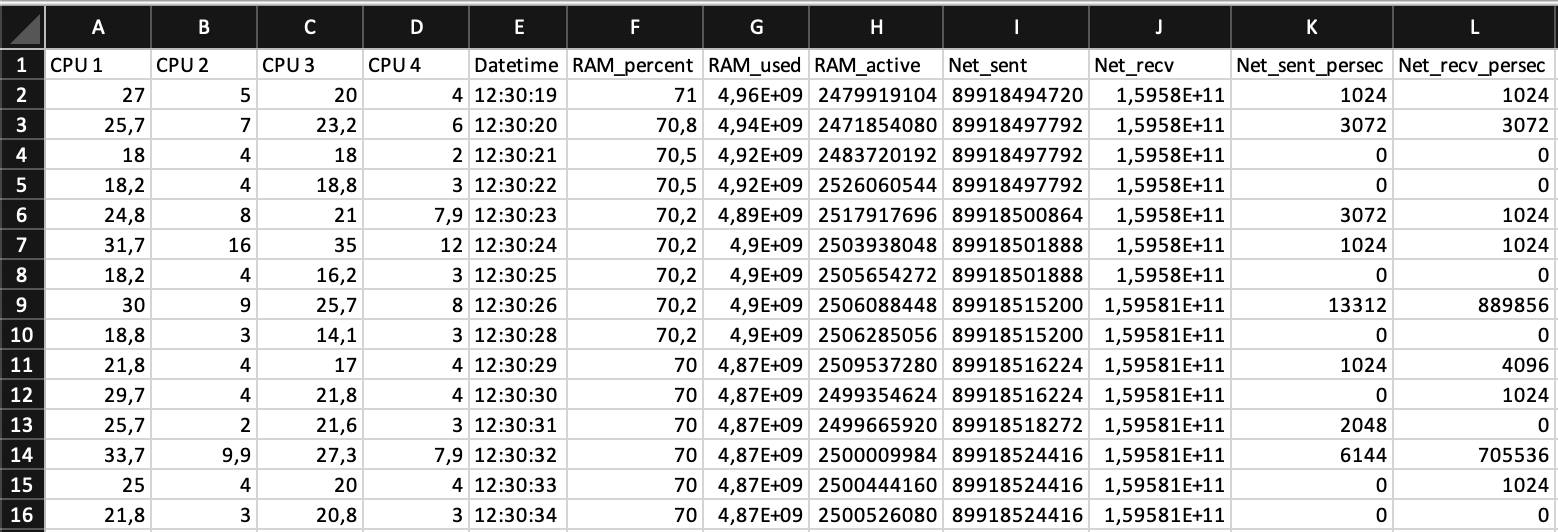 A B C D E F G H I J K L
1 CPU 1 CPU 2 CPU 3 CPU 4 Datetime RAM_percent RAM_used RAM_active Net_sent Net_recv Net_sent_persec Net_recv_persec
2 27 5 20 4 12:30:19 71 4,96E+09 2479919104 89918494720 1,5958E+11 1024 1024
3 25,7 7 23,2 6 12:30:20 70,8 4,94E+09 2471854080 89918497792 1,5958E+11 3072 3072
4 18 4 18 2 12:30:21 70,5 4,92E+09 2483720192 89918497792 1,5958E+11 0 0
5 18,2 4 18,8 3 12:30:22 70,5 4,92E+09 2526060544 89918497792 1,5958E+11 0 0
6 24,8 8 21 7,9 12:30:23 70,2 4,89E+09 2517917696 89918500864 1,5958E+11 3072 1024
7 31,7 16 35 12 12:30:24 70,2 4,9E+09 2503938048 89918501888 1,5958E+11 1024 1024
8 18,2 4 16,2 3 12:30:25 70,2 4,9E+09 2505654272 89918501888 1,5958E+11 0 0
9 30 9 25,7 8 12:30:26 70,2 4,9E+09 2506088448 89918515200 1,59581E+11 13312 889856
10 18,8 3 14,1 3 12:30:28 70,2 4,9E+09 2506285056 89918515200 1,59581E+11 0 0
11 21,8 4 17 4 12:30:29 70 4,87E+09 2509537280 89918516224 1,59581E+11 1024 4096
12 29,7 4 21,8 4 12:30:30 70 4,87E+09 2499354624 89918516224 1,59581E+11 0 1024
13 25,7 2 21,6 3 12:30:31 70 4,87E+09 2499665920 89918518272 1,59581E+11 2048 0
14 33,7 9,9 27,3 7,9 12:30:32 70 4,87E+09 2500009984 89918524416 1,59581E+11 6144 705536
15 25 4 20 4 12:30:33 70 4,87E+09 2500444160 89918524416 1,59581E+11 0 1024
16 21,8 3 20,8 3 12:30:34 70 4,87E+09 2500526080 89918524416 1,59581E+11 0 0